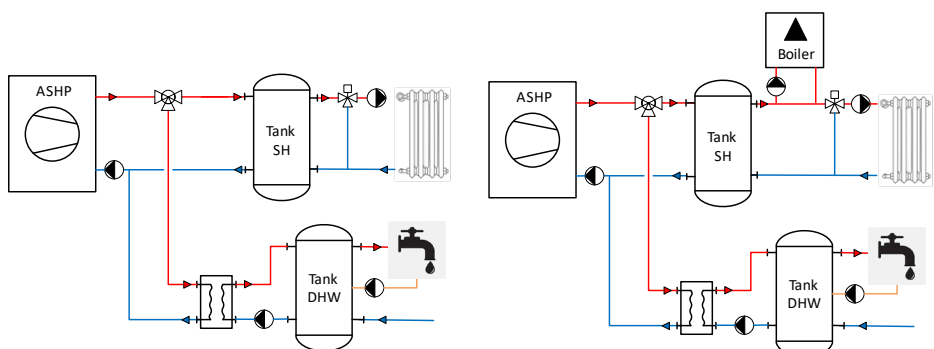 ASHP
Tank
SH
Tank
DHW
Boiler
ASHP
Tank
SH
Tank
DHW